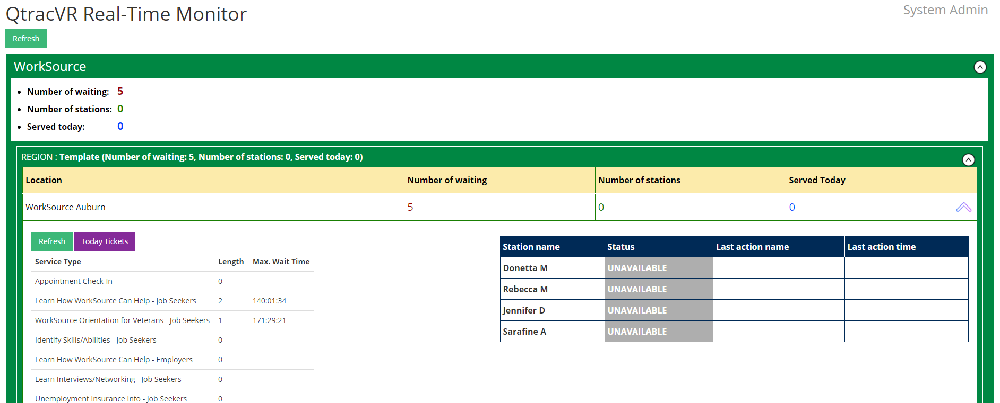 QtracVR Real-Time Monitor
System Admin
Refresh
WorkSource
• Number of waiting: 5
• Number of stations: 0
• Served today: 0
REGION : Template (Number of waiting: 5, Number of stations: 0, Served today: 0)
Location Number of waiting Number of stations Served Today
WorkSource Auburn 5 0 0
Refresh Today Tickets
Service Type Length Max. Wait Time
Appointment Check-In 0
Learn How WorkSource Can Help - Job Seekers 2 140:01:34
WorkSource Orientation for Veterans - Job Seekers 1 171:29:21
Identify Skills/Abilities - Job Seekers 0
Learn How WorkSource Can Help - Employers 0
Learn Interviews/Networking - Job Seekers 0
Unemployment Insurance Info - Job Seekers 0
Station name Status Last action name Last action time
Donetta M UNAVAILABLE
Rebecca M UNAVAILABLE
Jennifer D UNAVAILABLE
Sarafine A UNAVAILABLE